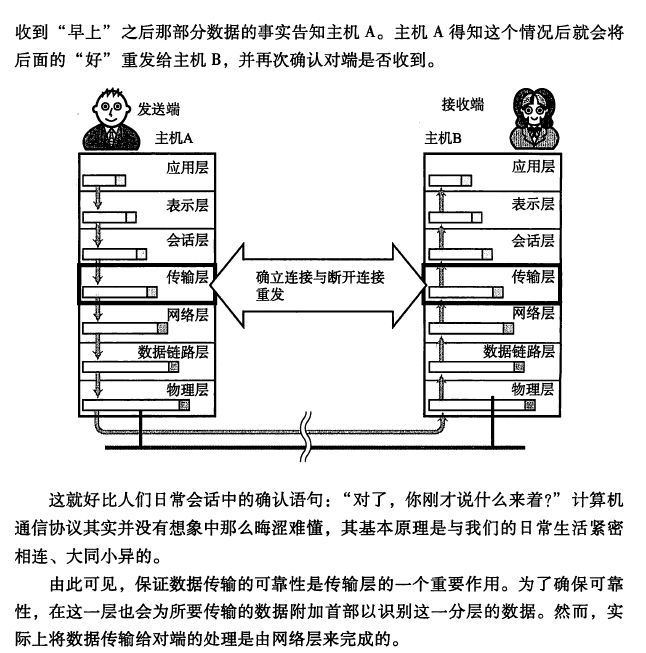 收到“早上”之后那部分数据的事实告知主机 A。主机 A 得知这个情况后就会将
后面的“好”重发给主机 B，并再次确认对端是否收到。
发送端
接收端
主机A
主机B
应用层
应用层
表示层
表示层
会话层
会话层
传输层
确立连接与断开连接
重发
传输层
网络层
网络层
数据链路层
数据链路层
物理层
物理层
这就好比人们日常会话中的确认语句：“对了，你刚才说什么来着?” 计算机
通信协议其实并没有想象中那么晦涩难懂，其基本原理是与我们的日常生活紧密
相连、大同小异的。
由此可见，保证数据传输的可靠性是传输层的一个重要作用。为了确保可靠
性，在这一层也会为所要传输的数据附加首部以识别这一分层的数据。然而，实
际上将数据传输给对端的处理是由网络层来完成的。